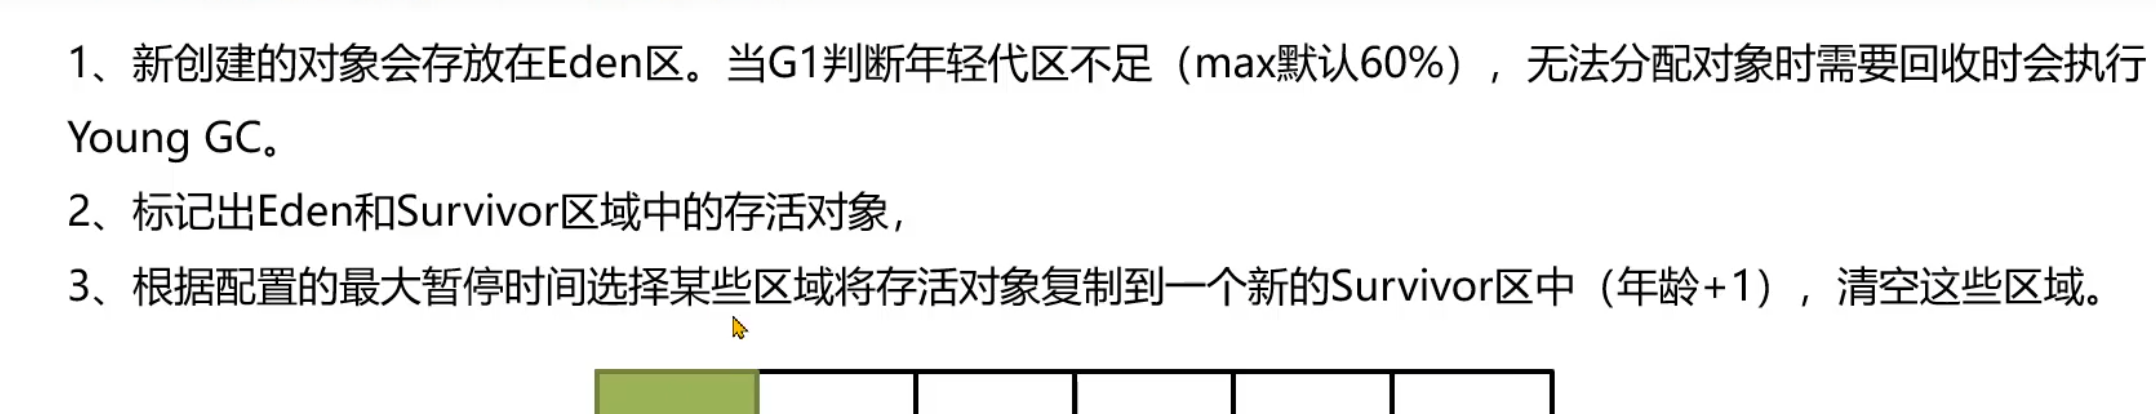 1、新创建的对象会存放在Eden区。当G1判断年轻代区不足（max默认60%），无法分配对象时需要回收时会执行
Young GC。
2、标记出Eden和Survivor区域中的存活对象，
3、根据配置的最大暂停时间选择某些区域将存活对象复制到一个新的Survivor区中（年龄+1），清空这些区域。